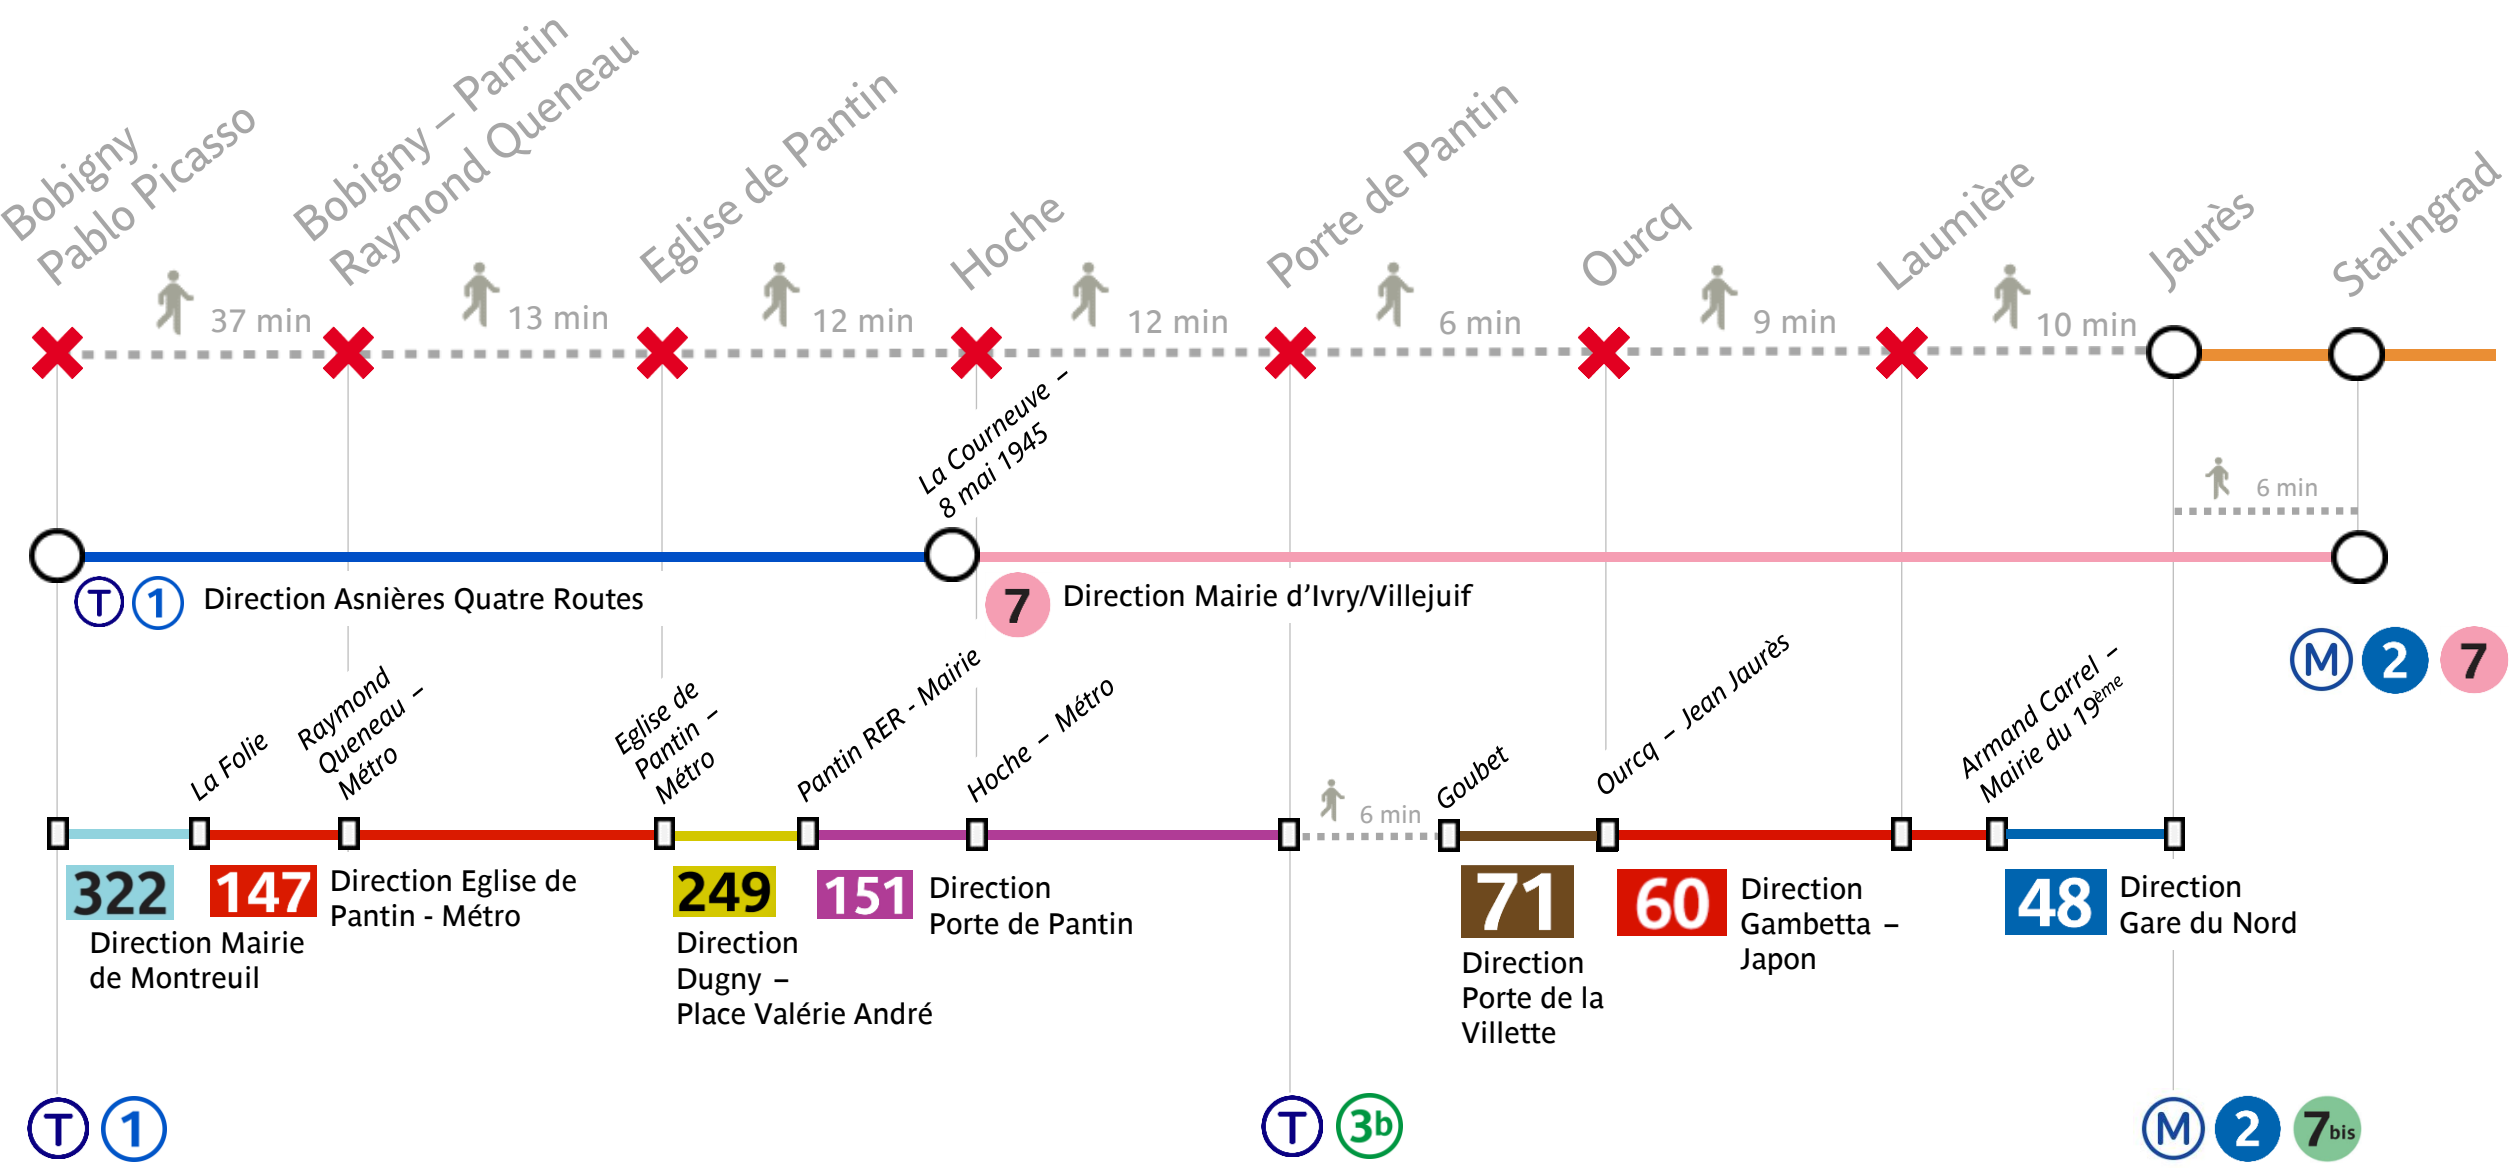 Bobigny
Pablo Picasso
Bobigny – Pantin
Raymond Queneau
Eglise de Pantin
Hoche
Porte de Pantin
Ourcq
Laumière
Jaurès
Stalingrad
37 min
13 min
12 min
12 min
6 min
9 min
10 min
La Courneuve –
8 mai 1945
6 min
T 1 Direction Asnières Quatre Routes
7 Direction Mairie d'Ivry/Villejuif
M 2 7
La Folie
Raymond
Queneau –
Métro
Eglise de
Pantin –
Métro
Pantin RER - Mairie
Hoche – Métro
6 min
Goubet
Ourcq – Jean Jaurès
Armand Carrel –
Mairie du 19ème
322
Direction Mairie
de Montreuil
147
Direction Eglise de
Pantin - Métro
249
Direction
Dugny –
Place Valérie André
151
Direction
Porte de Pantin
71
Direction
Porte de la
Villette
60
Direction
Gambetta –
Japon
48
Direction
Gare du Nord
T 1
T 3b
M 2 7bis